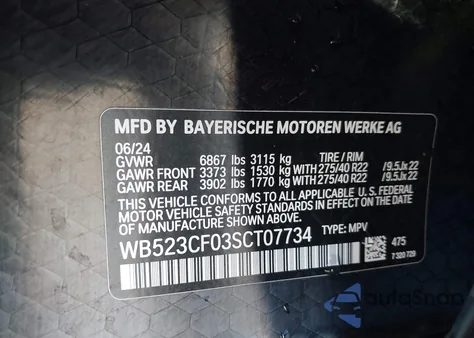 MFD BY BAYERISCHE MOTOREN WERKE AG
06/24
GVWR 6867 lbs 3115 kg TIRE / RIM
GAWR FRONT 3373 lbs 1530 kg WITH 275/40 R22 /9.5Jx22
GAWR REAR 3902 lbs 1770 kg WITH 275/40 R22 /9.5Jx22
THIS VEHICLE CONFORMS TO ALL APPLICABLE U. S. FEDERAL
MOTOR VEHICLE SAFETY STANDARDS IN EFFECT ON THE DATE OF
MANUFACTURE SHOWN ABOVE.
WB523CF03SCT07734 TYPE: MPV
475
7 320 729
AutoSnap